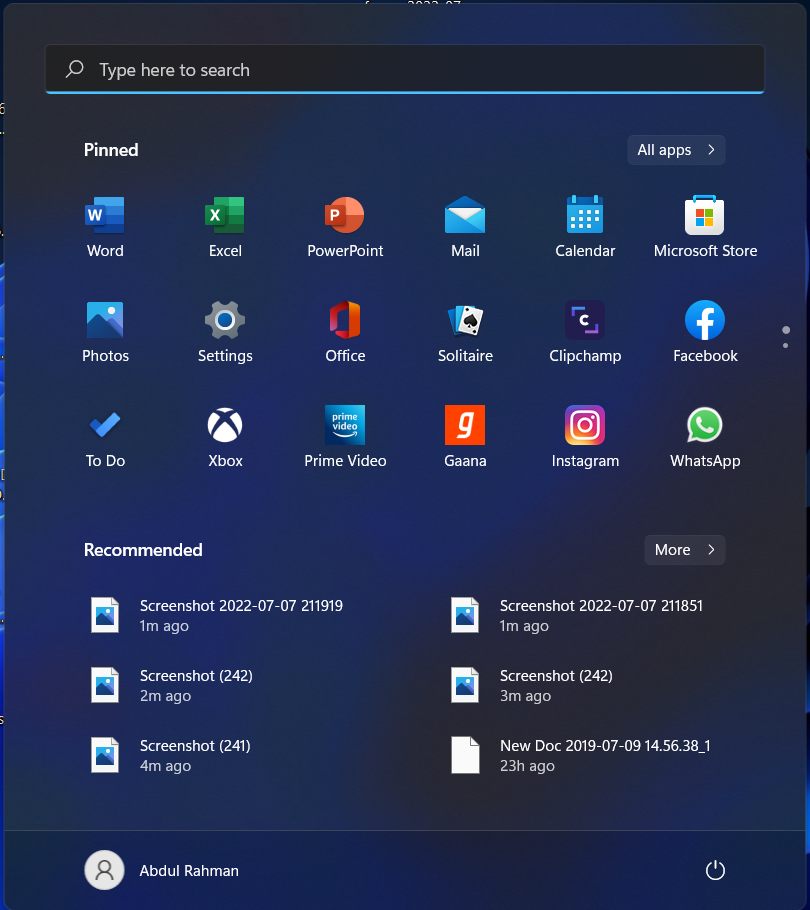 Type here to search
Pinned
All apps
W
X
P
Word
Excel
PowerPoint
Mail
Calendar
Microsoft Store
C
Photos
Settings
Office
Solitaire
Clipchamp
Facebook
prime
video
g
To Do
Xbox
Prime Video
Gaana
Instagram
WhatsApp
Recommended
More
Screenshot 2022-07-07 211919
1m ago
Screenshot 2022-07-07 211851
1m ago
Screenshot (242)
2m ago
Screenshot (242)
3m ago
Screenshot (241)
4m ago
New Doc 2019-07-09 14.56.38_1
23h ago
Abdul Rahman